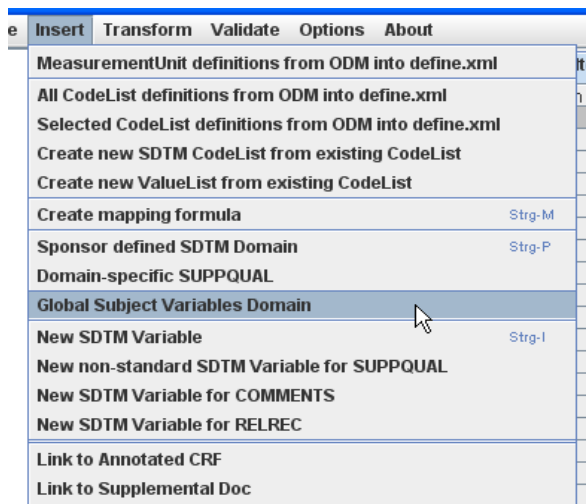 e Insert Transform Validate Options About
MeasurementUnit definitions from ODM into define.xml
All CodeList definitions from ODM into define.xml
Selected CodeList definitions from ODM into define.xml
Create new SDTM CodeList from existing CodeList
Create new ValueList from existing CodeList
Create mapping formula Strg-M
Sponsor defined SDTM Domain Strg-P
Domain-specific SUPPQUAL
Global Subject Variables Domain
New SDTM Variable Strg-I
New non-standard SDTM Variable for SUPPQUAL
New SDTM Variable for COMMENTS
New SDTM Variable for RELREC
Link to Annotated CRF
Link to Supplemental Doc